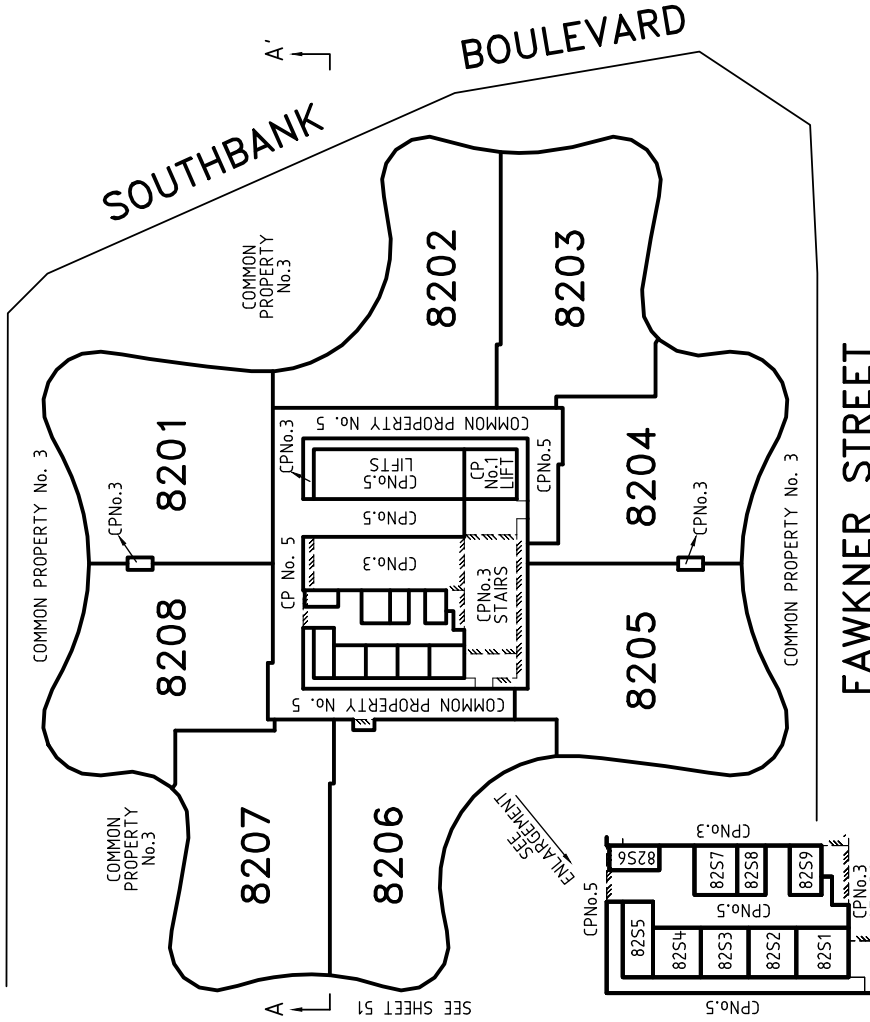 A'
SOUTHBANK
BOULEVARD
COMMON
PROPERTY
No.3
8202
8203
COMMON PROPERTY No. 3
8201
CPNo.3
COMMON PROPERTY No. 5
CPNo.3
CPNo.5
LIFTS
CP
No.1
LIFT
CPNo.5
8204
CPNo.3
COMMON PROPERTY No. 3
FAWKNER STREET
CPNo.5
CP No. 5
CPNo.3
CPNo.3
STAIRS
8208
8205
COMMON PROPERTY No. 5
COMMON
PROPERTY
No.3
8207
8206
SEE
ENLARGEMENT
A
SEE SHEET 51
CPNo.5
CPNo.3
82S6
82S7
82S8
82S9
CPNo.5
82S5
82S4
82S3
82S2
82S1
CPNo.3
CPNo.5